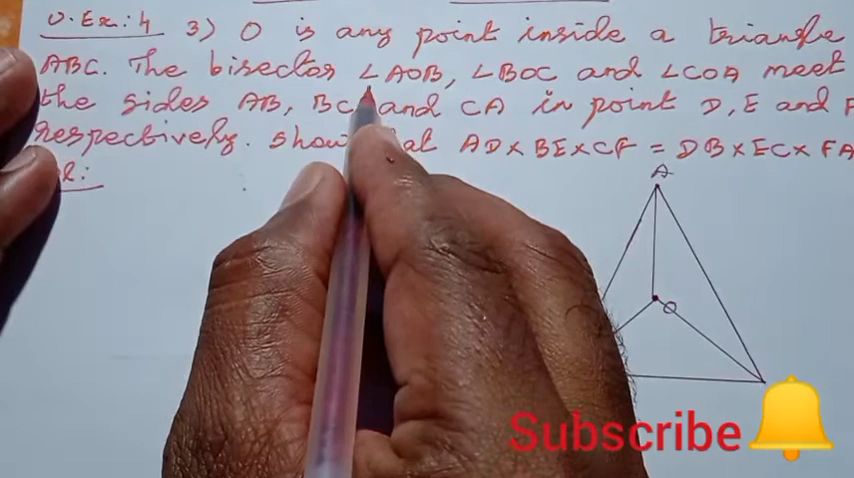 U.Ex.:4 3) O is any point inside a triangle
ABC. The bisector ∠AOB, ∠BOC and ∠COA meet
the sides AB, BC and CA in point D, E and F
respectively. show AD×BE×CF = DB×EC×FA
A
O
Subscribe